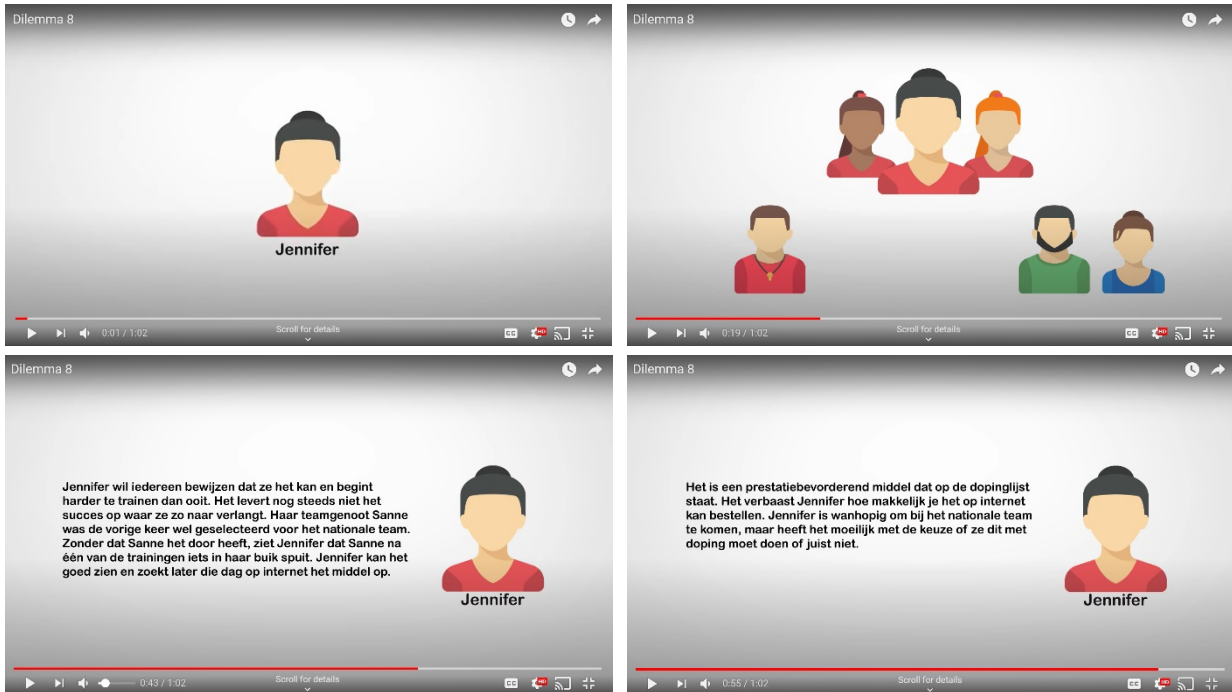 Dilemma 8
Jennifer
0:01 / 1:02
Scroll for details
CC
HD
Dilemma 8
0:19 / 1:02
Scroll for details
CC
HD
Dilemma 8
Jennifer wil iedereen bewijzen dat ze het kan en begint
harder te trainen dan ooit. Het levert nog steeds niet het
succes op waar ze zo naar verlangt. Haar teamgenoot Sanne
was de vorige keer wel geselecteerd voor het nationale team.
Zonder dat Sanne het door heeft, ziet Jennifer dat Sanne na
één van de trainingen iets in haar buik spuit. Jennifer kan het
goed zien en zoekt later die dag op internet het middel op.
Jennifer
0:43 / 1:02
Scroll for details
CC
HD
Dilemma 8
Het is een prestatiebevorderend middel dat op de dopinglijst
staat. Het verbaast Jennifer hoe makkelijk je het op internet
kan bestellen. Jennifer is wanhopig om bij het nationale team
te komen, maar heeft het moeilijk met de keuze of ze dit met
doping moet doen of juist niet.
Jennifer
0:55 / 1:02
Scroll for details
CC
HD